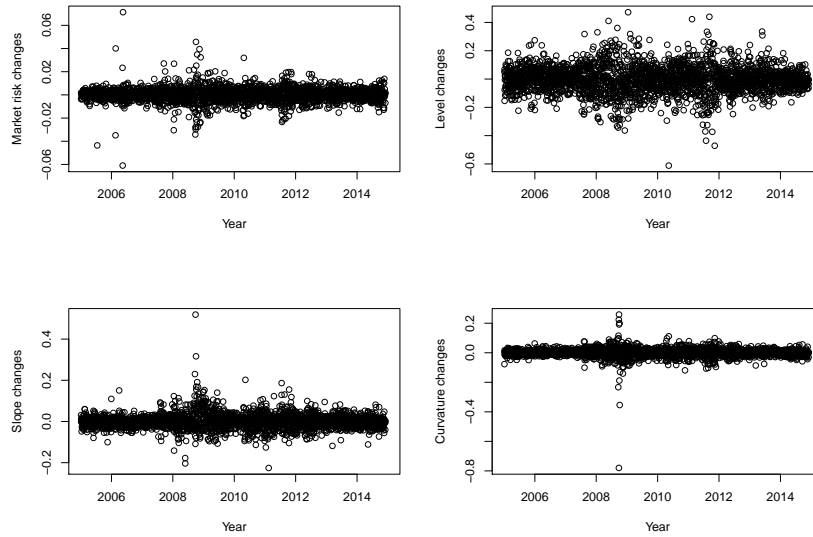 Market risk changes
0.06
0.02
−0.02
−0.06
2006 2008 2010 2012 2014
Year
Level changes
0.4
0.2
−0.2
−0.6
2006 2008 2010 2012 2014
Year
Slope changes
0.4
0.2
0.0
−0.2
2006 2008 2010 2012 2014
Year
Curvature changes
0.2
0.0
−0.4
−0.8
2006 2008 2010 2012 2014
Year